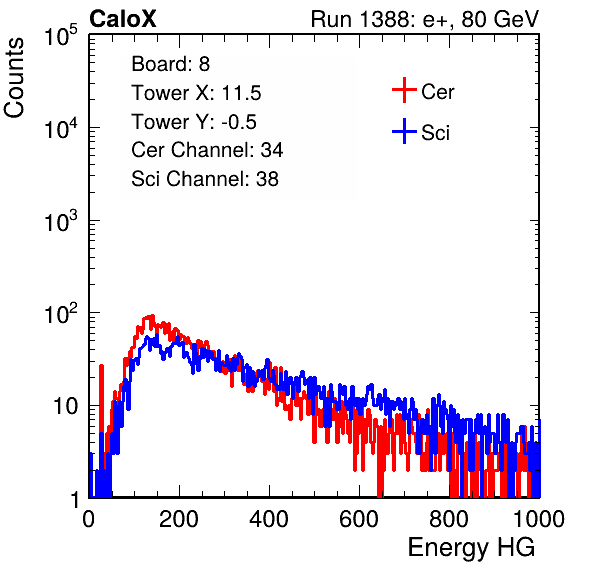 CaloX Run 1388: e+, 80 GeV
Counts
10^5
10^4
10^3
10^2
10
1
Board: 8
Tower X: 11.5
Tower Y: -0.5
Cer Channel: 34
Sci Channel: 38
Cer
Sci
0 200 400 600 800 1000
Energy HG